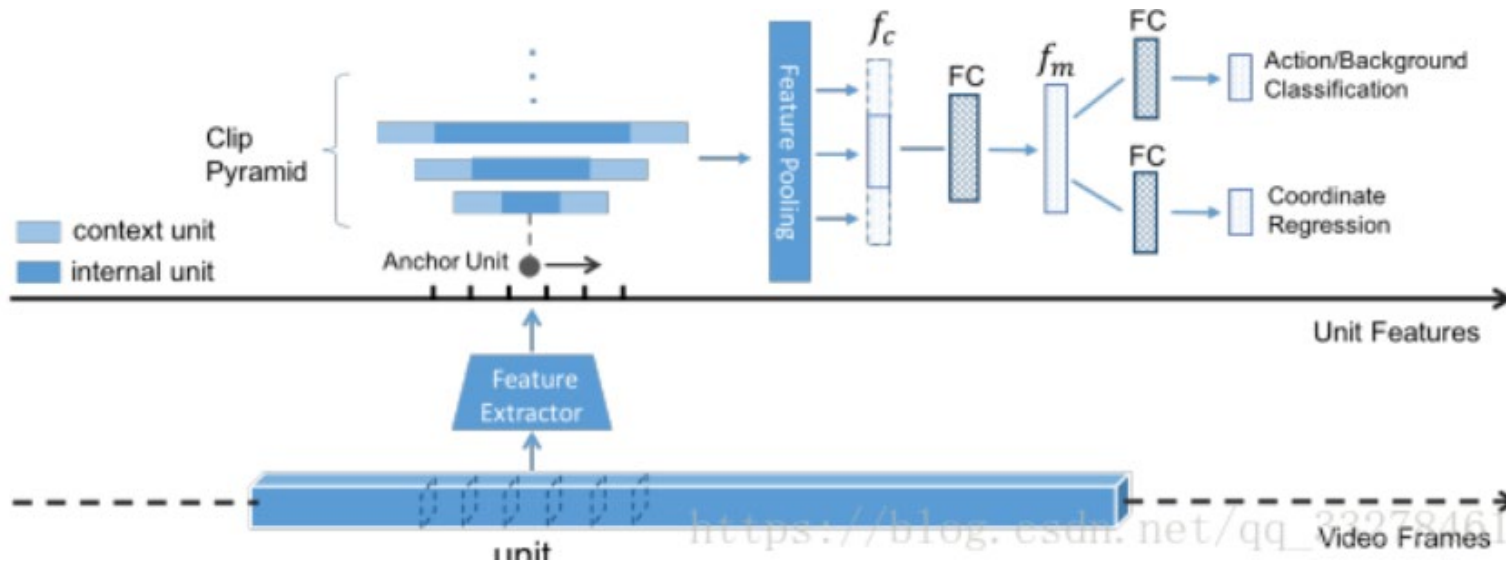 Clip
Pyramid
context unit
internal unit
Anchor Unit
Feature Pooling
f_c
FC
f_m
FC
Action/Background
Classification
FC
Coordinate
Regression
Unit Features
Feature
Extractor
unit
https://blog.csdn.net/qq_33278461
Video Frames